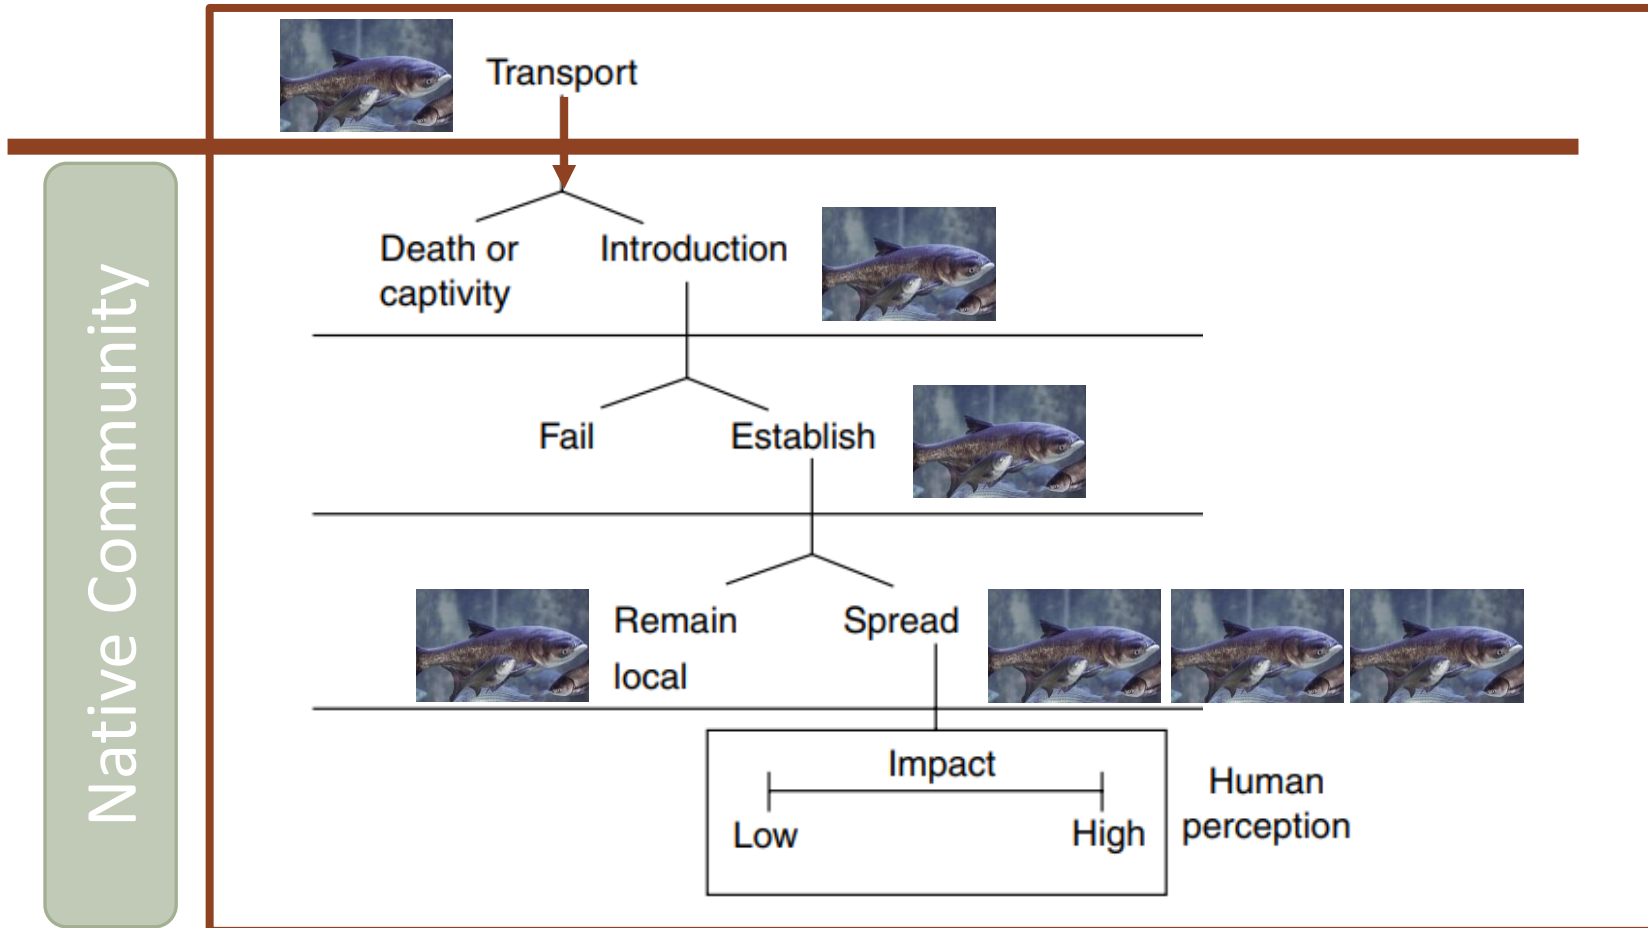 Transport
Death or
captivity
Introduction
Fail
Establish
Remain
local
Spread
Impact
Low
High
Human
perception
Native Community